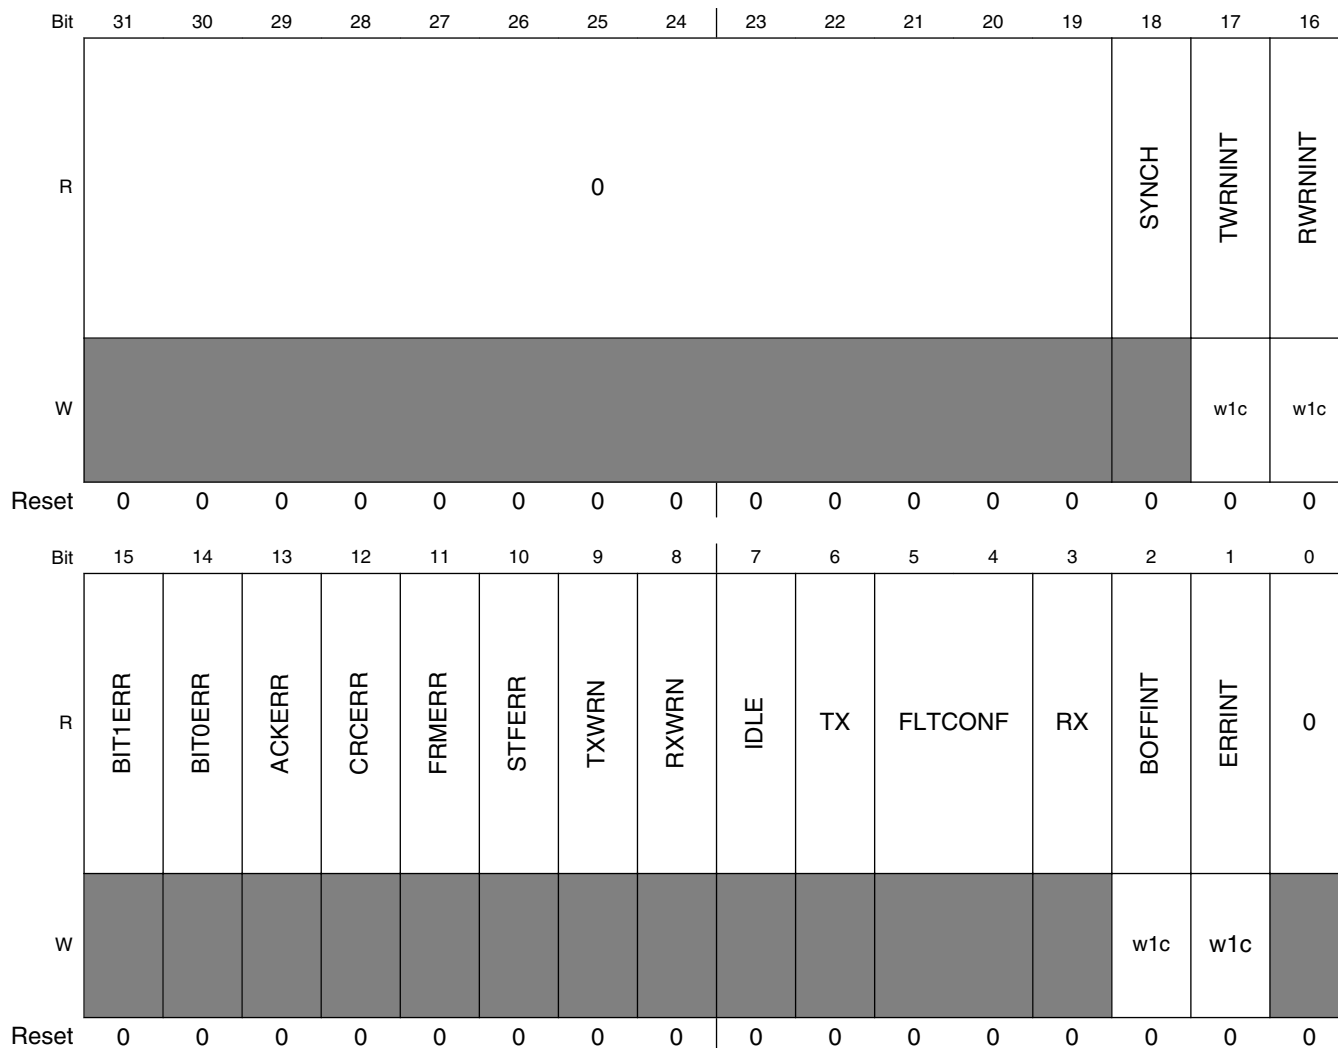 Bit 31 30 29 28 27 26 25 24 23 22 21 20 19 18 17 16
R 0 SYNCH TWRNINT RWRNINT
W w1c w1c
Reset 0 0 0 0 0 0 0 0 0 0 0 0 0 0 0 0
Bit 15 14 13 12 11 10 9 8 7 6 5 4 3 2 1 0
R BIT1ERR BIT0ERR ACKERR CRCERR FRMERR STFERR TXWRN RXWRN IDLE TX FLTCONF RX BOFFINT ERRINT 0
W w1c w1c
Reset 0 0 0 0 0 0 0 0 0 0 0 0 0 0 0 0